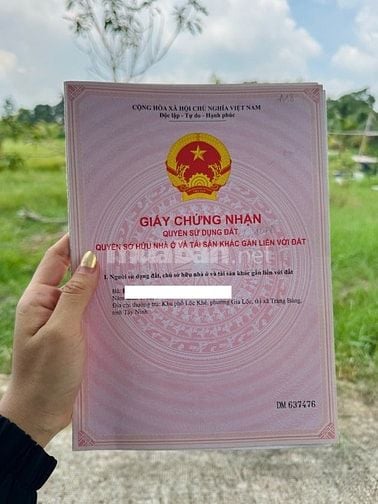 CỘNG HÒA XÃ HỘI CHỦ NGHĨA VIỆT NAM
Độc lập - Tự do - Hạnh phúc
GIẤY CHỨNG NHẬN
QUYỀN SỬ DỤNG ĐẤT
QUYỀN SỞ HỮU NHÀ Ở VÀ TÀI SẢN KHÁC GẮN LIỀN VỚI ĐẤT
muaban.net
I. Người sử dụng đất, chủ sở hữu nhà ở và tài sản khác gắn liền với đất
Bà:
Năm
Địa chỉ thường trú: Khu phố Lộc Khê, phường Gia Lộc, thị xã Trảng Bàng,
tỉnh Tây Ninh.
DM 637476